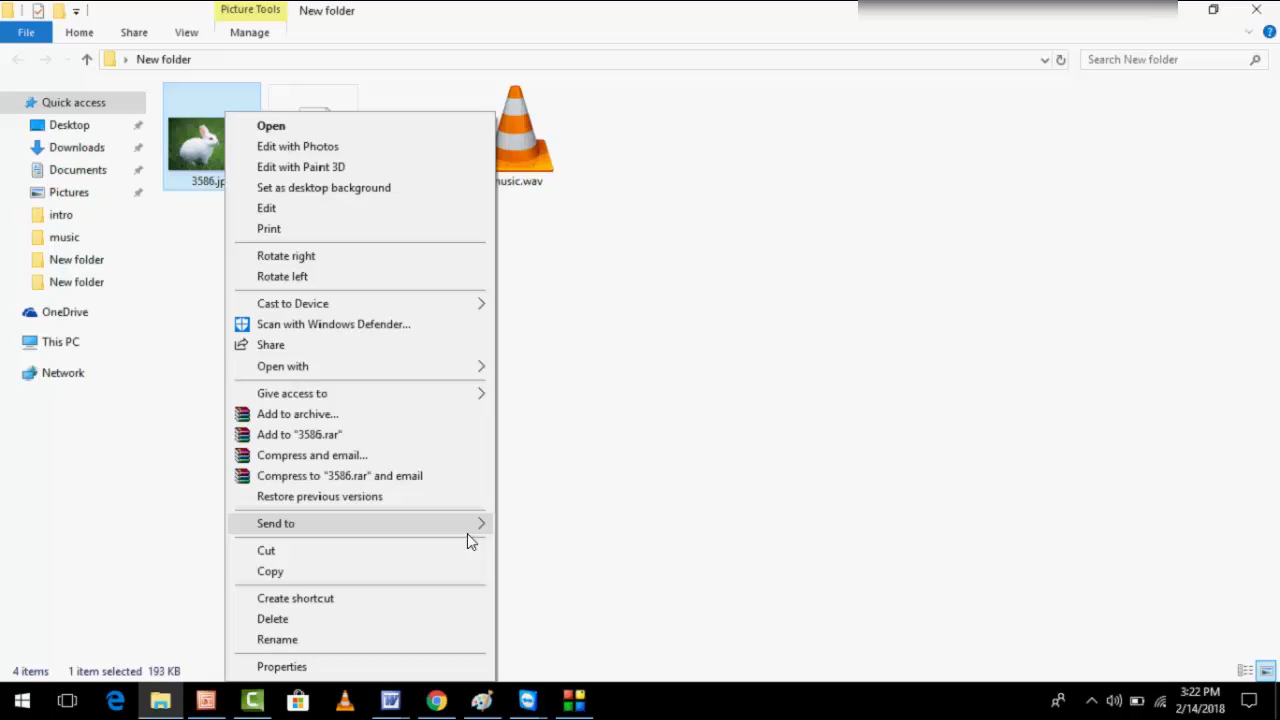 Picture Tools
New folder
File
Home
Share
View
Manage
New folder
Search New folder
Quick access
Desktop
Downloads
Documents
Pictures
intro
music
New folder
New folder
OneDrive
This PC
Network
3586.jp
usic.wav
Open
Edit with Photos
Edit with Paint 3D
Set as desktop background
Edit
Print
Rotate right
Rotate left
Cast to Device
Scan with Windows Defender...
Share
Open with
Give access to
Add to archive...
Add to "3586.rar"
Compress and email...
Compress to "3586.rar" and email
Restore previous versions
Send to
Cut
Copy
Create shortcut
Delete
Rename
Properties
4 items 1 item selected 193 KB
3:22 PM
2/14/2018